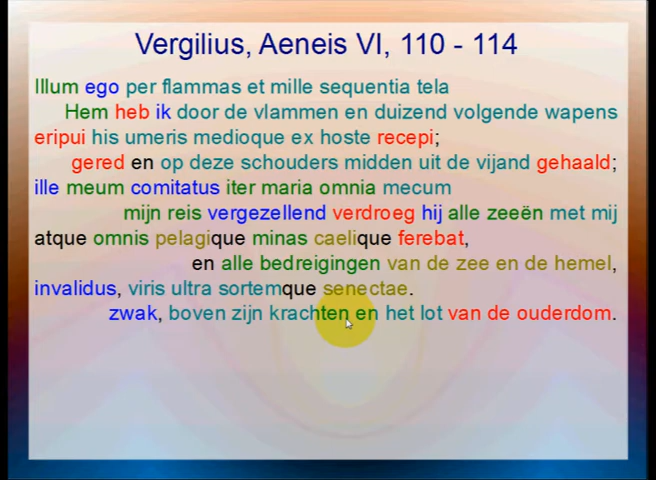 Vergilius, Aeneis VI, 110 - 114
Illum ego per flammas et mille sequentia tela
Hem heb ik door de vlammen en duizend volgende wapens
eripui his umeris medioque ex hoste recepi;
gered en op deze schouders midden uit de vijand gehaald;
ille meum comitatus iter maria omnia mecum
mijn reis vergezellend verdroeg hij alle zeeën met mij
atque omnis pelagique minas caelique ferebat,
en alle bedreigingen van de zee en de hemel,
invalidus, viris ultra sortemque senectae.
zwak, boven zijn krachten en het lot van de ouderdom.